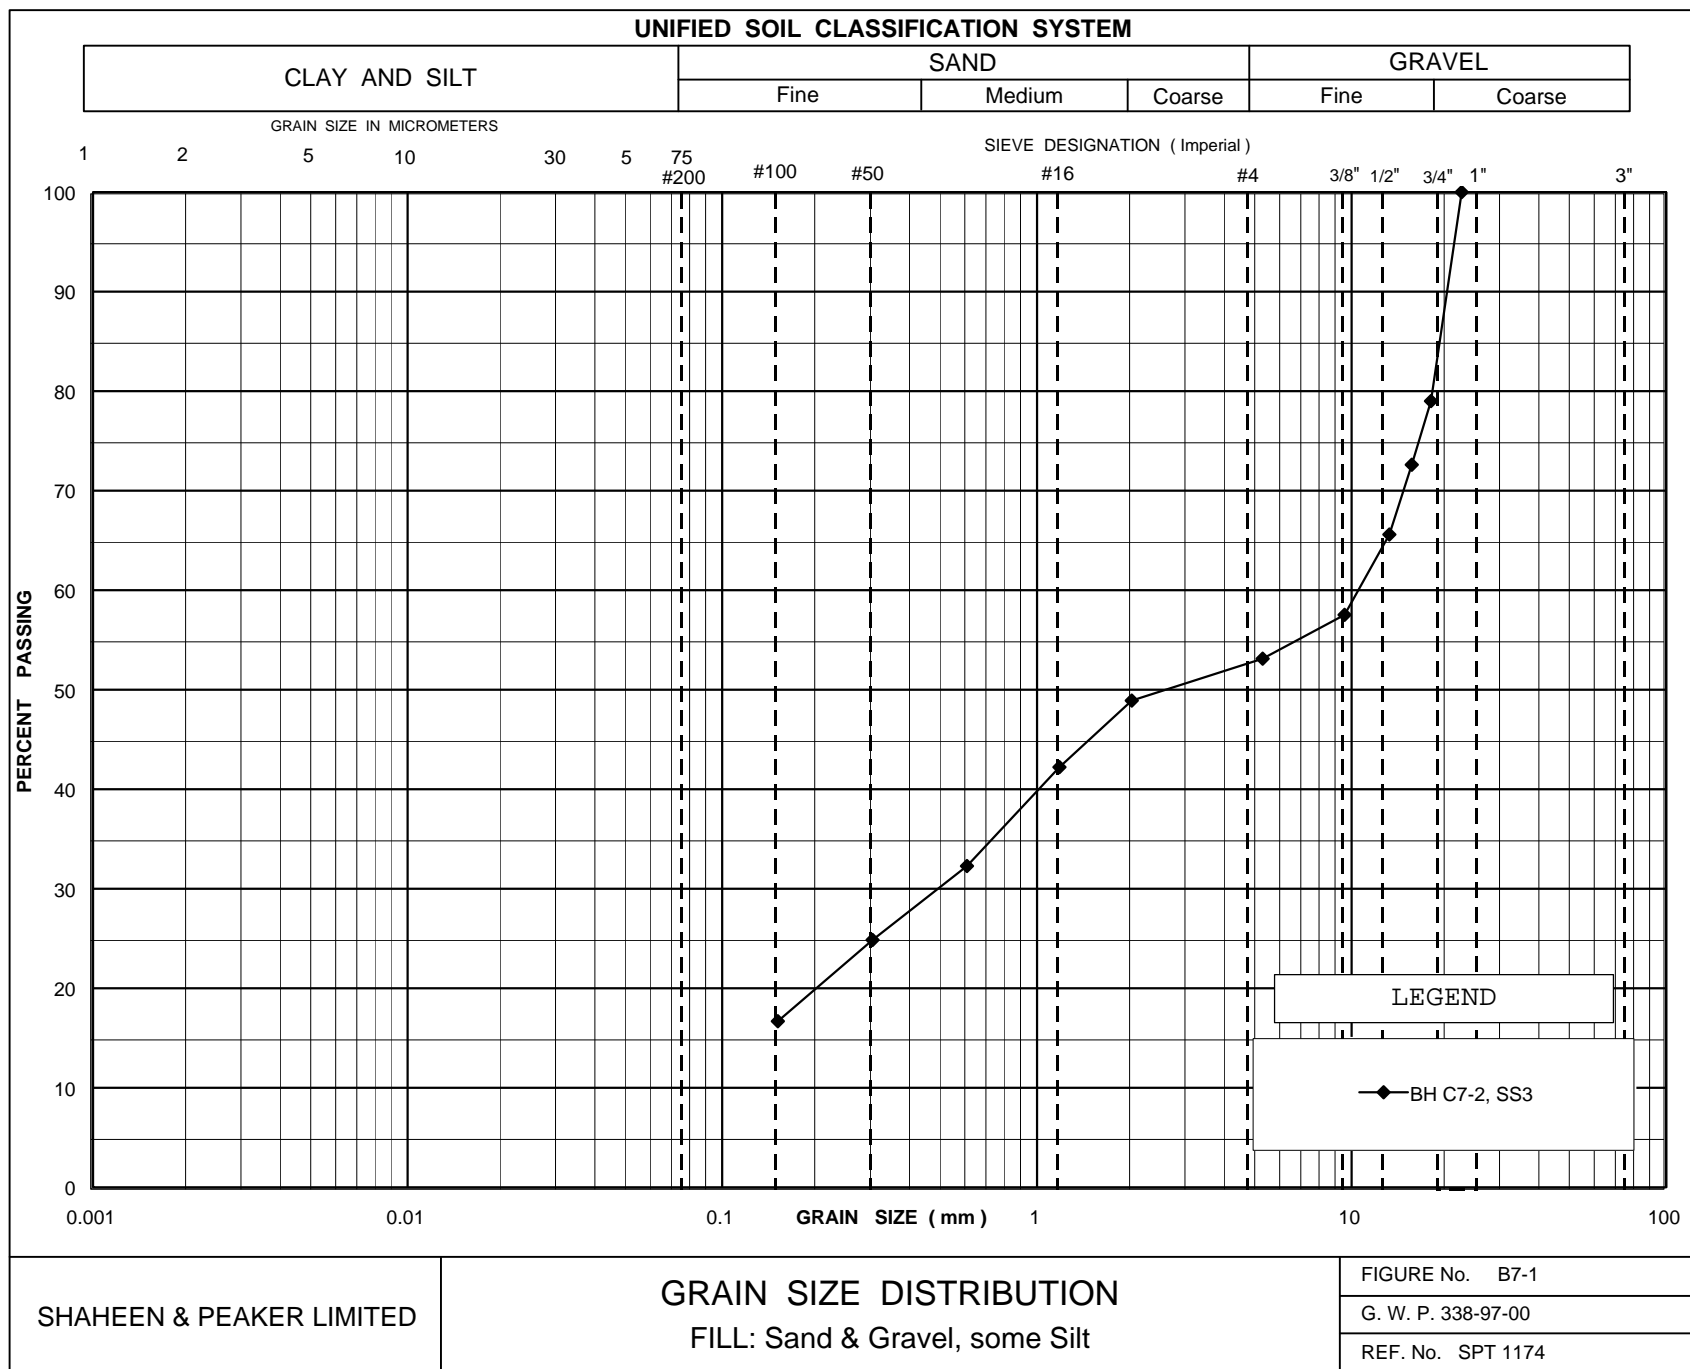 UNIFIED SOIL CLASSIFICATION SYSTEM
CLAY AND SILT
SAND
GRAVEL
Fine
Medium
Coarse
Fine
Coarse
GRAIN SIZE IN MICROMETERS
SIEVE DESIGNATION ( Imperial )
1 2 5 10 30 5 75
#200 #100 #50 #16 #4 3/8" 1/2" 3/4" 1" 3"
100
90
80
70
60
50
40
30
20
10
0
PERCENT PASSING
LEGEND
BH C7-2, SS3
0.001 0.01 0.1 1 10 100
GRAIN SIZE ( mm )
SHAHEEN & PEAKER LIMITED
GRAIN SIZE DISTRIBUTION
FILL: Sand & Gravel, some Silt
FIGURE No. B7-1
G. W. P. 338-97-00
REF. No. SPT 1174